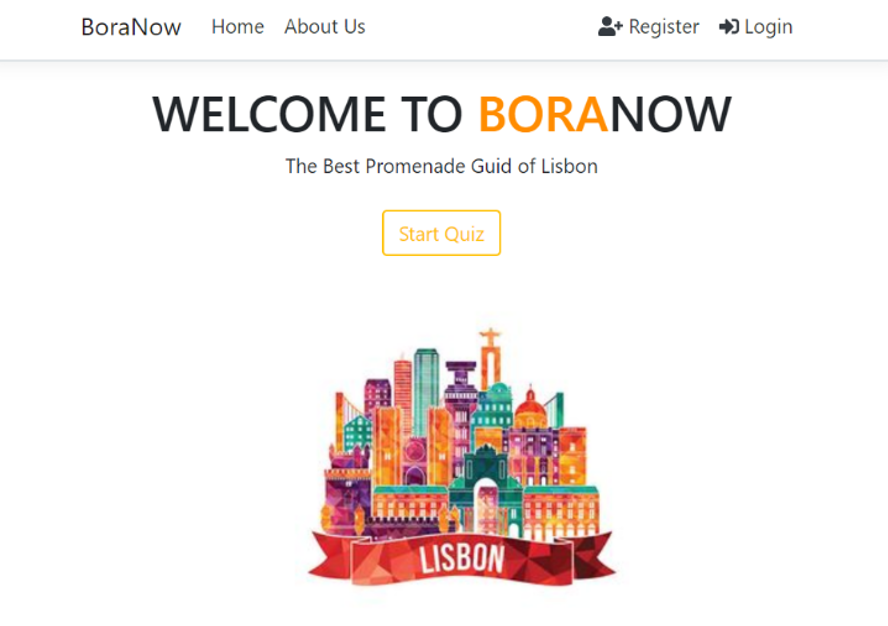 BoraNow Home About Us Register Login
WELCOME TO BORANOW
The Best Promenade Guid of Lisbon
Start Quiz
LISBON